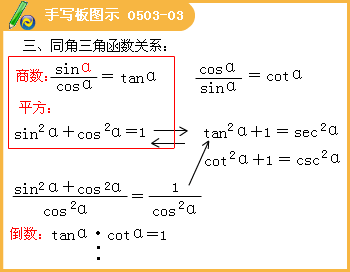 手写板图示 0503-03
三、同角三角函数关系:
商数: sinα/cosα = tanα    cosα/sinα = cotα
平方:
sin²α+cos²α=1    tan²α+1=sec²α
cot²α+1=csc²α
(sin²α+cos²α)/cos²α = 1/cos²α
倒数: tanα•cotα=1